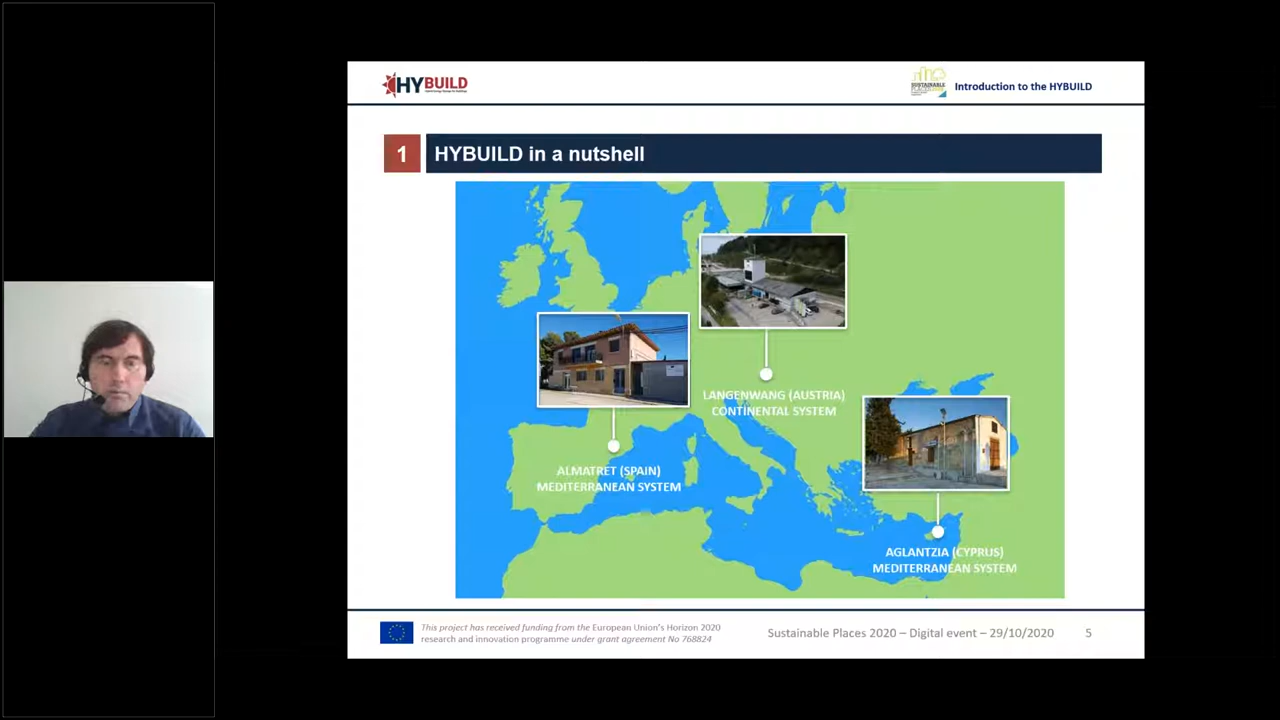 HYBUILD
SUSTAINABLE
PLACES
Introduction to the HYBUILD
1
HYBUILD in a nutshell
LANGENWANG (AUSTRIA)
CONTINENTAL SYSTEM
ALMATRET (SPAIN)
MEDITERRANEAN SYSTEM
AGLANTZIA (CYPRUS)
MEDITERRANEAN SYSTEM
This project has received funding from the European Union's Horizon 2020
research and innovation programme under grant agreement No 768824
Sustainable Places 2020 – Digital event – 29/10/2020
5